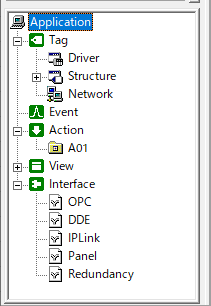 Application
Tag
Driver
Structure
Network
Event
Action
A01
View
Interface
OPC
DDE
IPLink
Panel
Redundancy